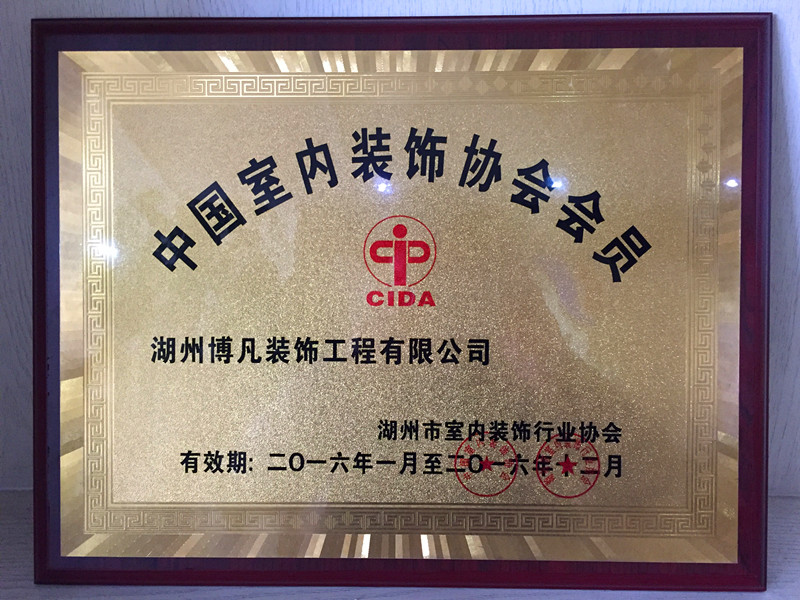 中国室内装饰协会会员
CIDA
湖州博凡装饰工程有限公司
湖州市室内装饰行业协会
有效期: 二〇一六年一月至二〇一六年十二月